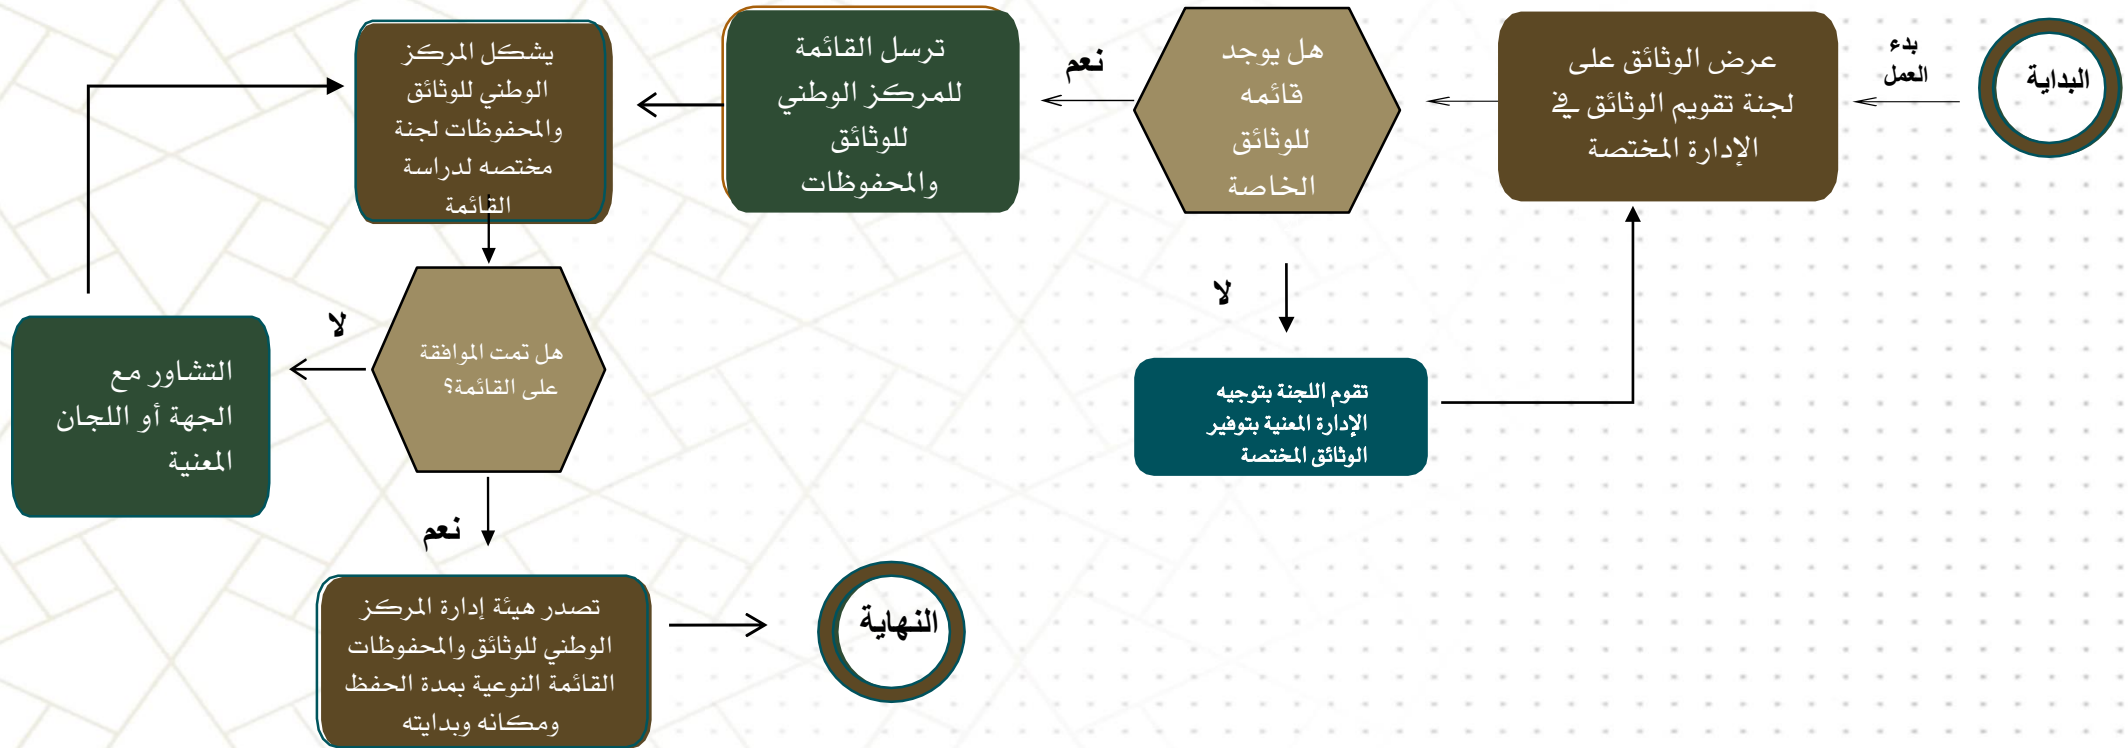 البداية
بدء
العمل
عرض الوثائق على
لجنة تقويم الوثائق في
الإدارة المختصة
هل يوجد
قائمه
للوثائق
الخاصة
نعم
ترسل القائمة
للمركز الوطني
للوثائق
والمحفوظات
يشكل المركز
الوطني للوثائق
والمحفوظات لجنة
مختصه لدراسة
القائمة
لا
تقوم اللجنة بتوجيه
الإدارة المعنية بتوفير
الوثائق المختصة
هل تمت الموافقة
على القائمة؟
لا
التشاور مع
الجهة أو اللجان
المعنية
نعم
تصدر هيئة إدارة المركز
الوطني للوثائق والمحفوظات
القائمة النوعية بمدة الحفظ
ومكانه وبدايته
النهاية